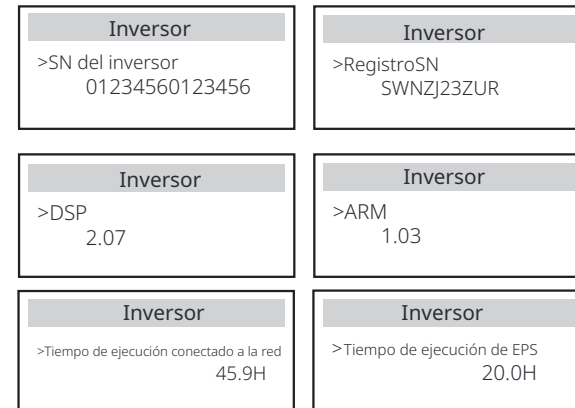 Inversor
>SN del inversor
01234560123456
Inversor
>RegistroSN
SWNZJ23ZUR
Inversor
>DSP
2.07
Inversor
>ARM
1.03
Inversor
>Tiempo de ejecución conectado a la red
45.9H
Inversor
>Tiempo de ejecución de EPS
20.0H